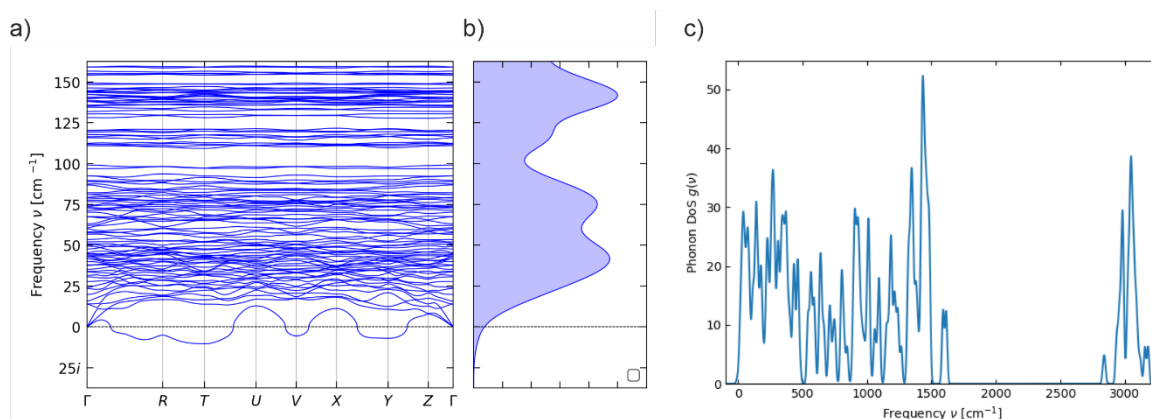 a)
b)
c)
Frequency ν [cm⁻¹]
150
125
100
75
50
25
0
25i
Γ R T U V X Y Z Γ
Phonon DoS g(ν)
50
40
30
20
10
0
0 500 1000 1500 2000 2500 3000
Frequency ν [cm⁻¹]